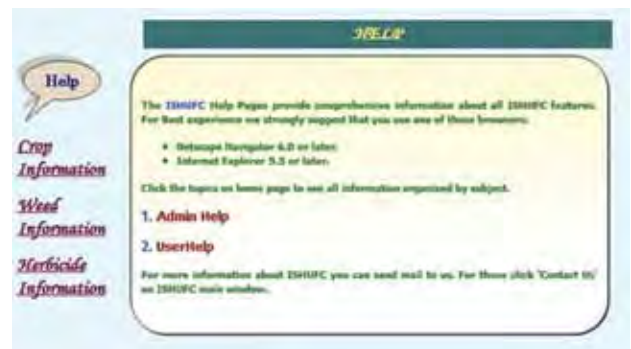 HELP
Help
Crop
Information
Weed
Information
Herbicide
Information
The ISHUFC Help Pages provide comprehensive information about all ISHUFC features.
For Best experience we strongly suggest that you use one of these browsers:
Netscape Navigator 6.0 or later.
Internet Explorer 5.5 or later.
Click the topics on home page to see all information organized by subject.
1. Admin Help
2. UserHelp
For more information about ISHUFC you can send mail to us. For those click 'Contact Us'
on ISHUFC main window.